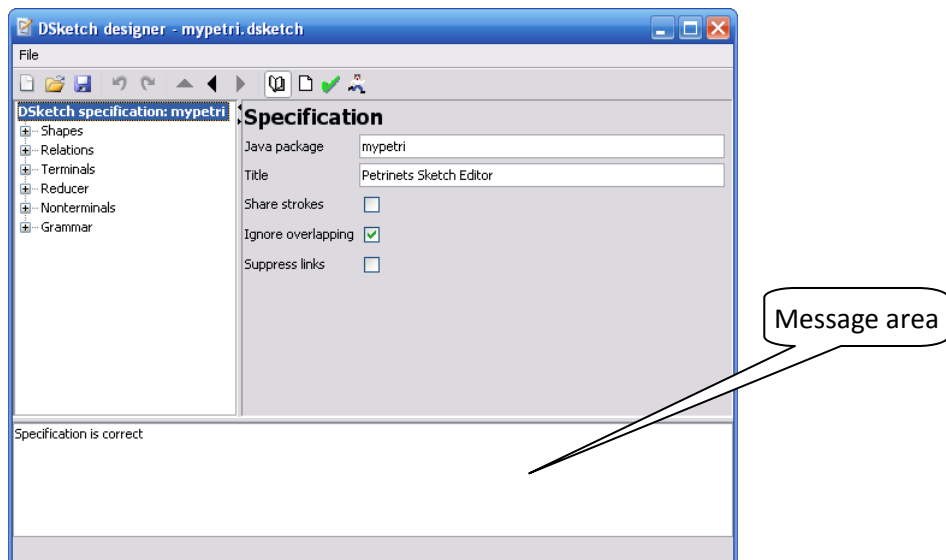 DSketch designer - mypetri.dsketch
File
DSketch specification: mypetri
Shapes
Relations
Terminals
Reducer
Nonterminals
Grammar
Specification
Java package mypetri
Title Petrinets Sketch Editor
Share strokes
Ignore overlapping
Suppress links
Message area
Specification is correct